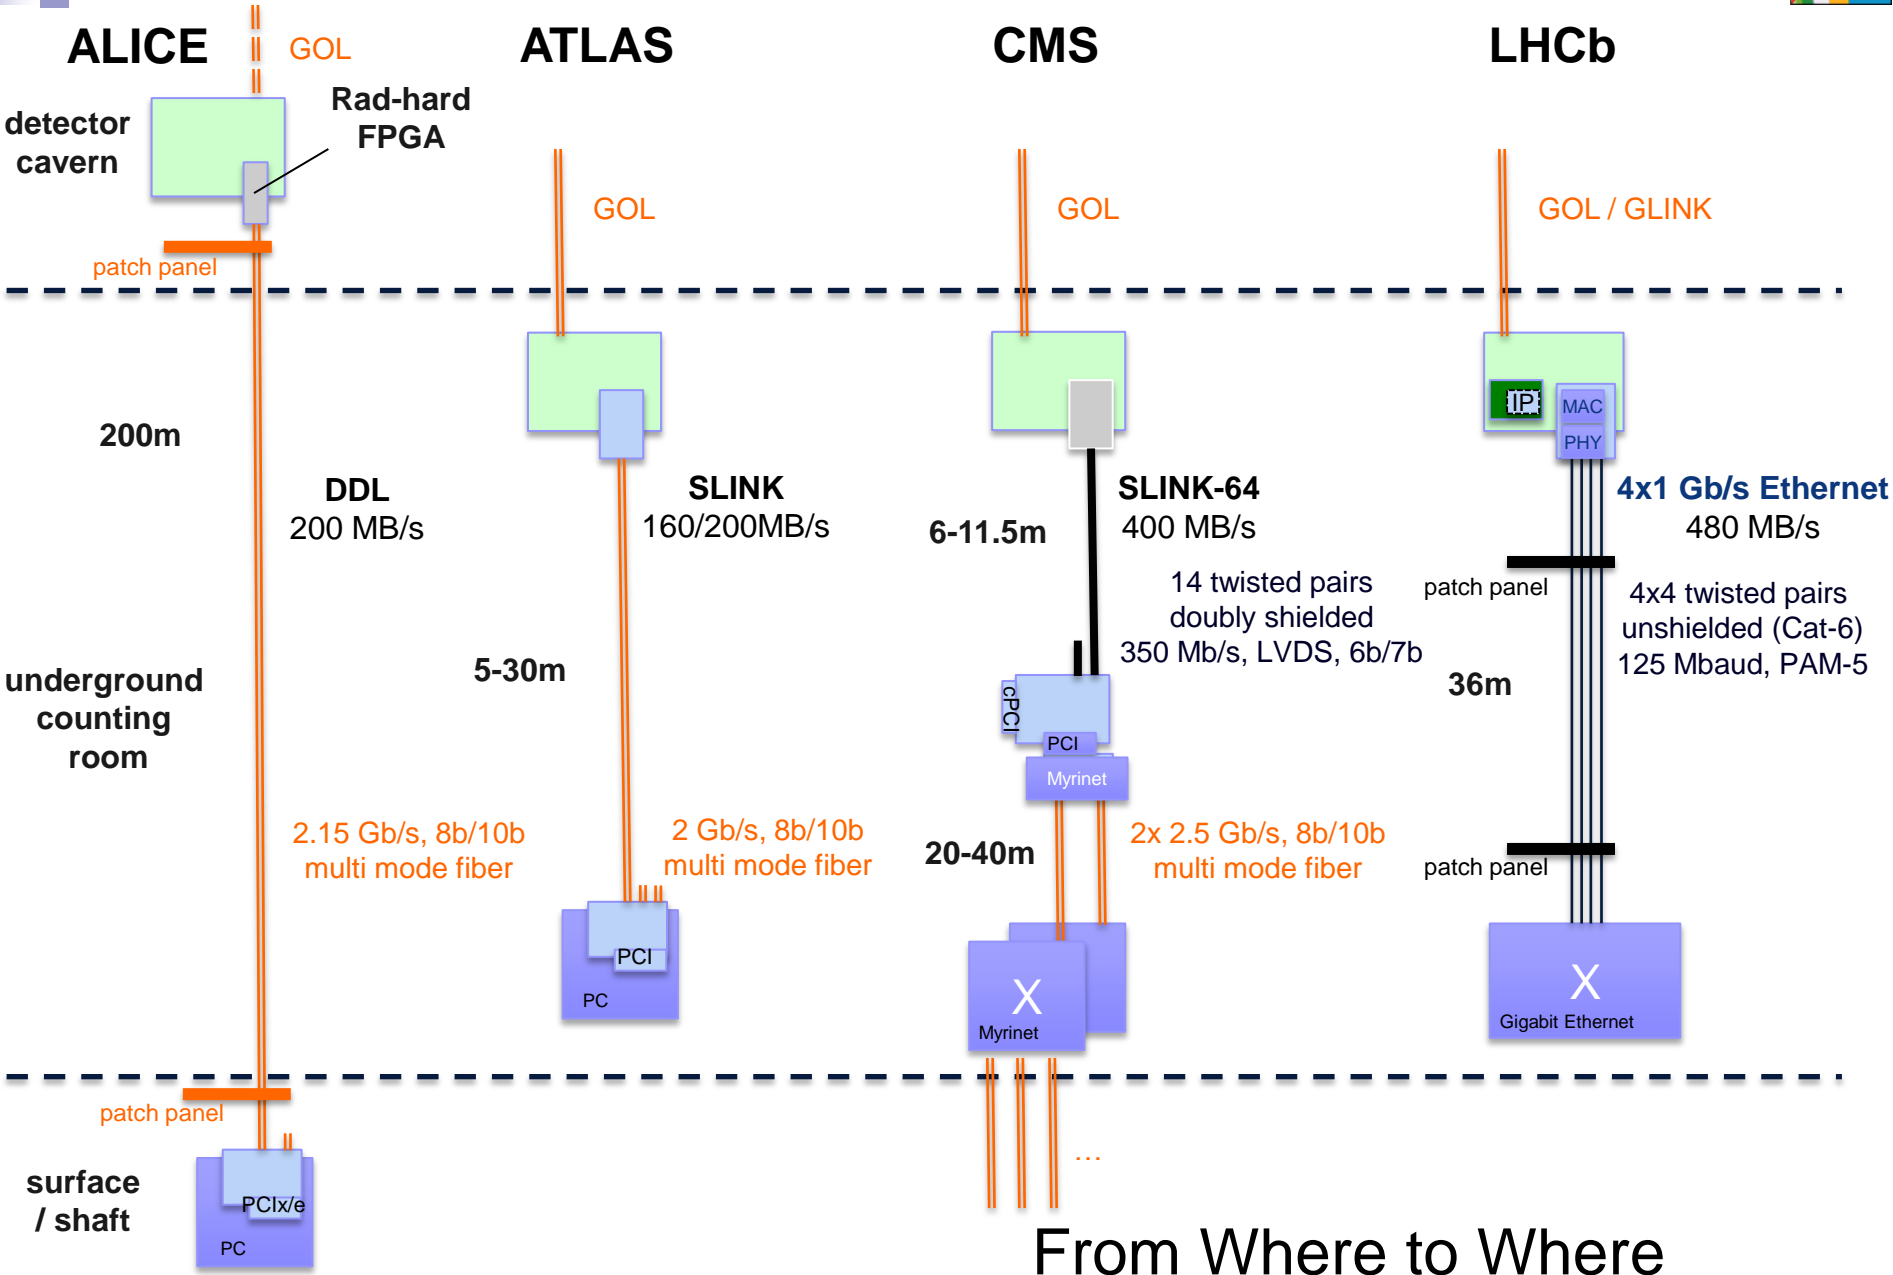 ALICE
GOL
ATLAS
CMS
LHCb
detector
cavern
Rad-hard
FPGA
patch panel
GOL
GOL
GOL / GLINK
IP
MAC
PHY
200m
DDL
200 MB/s
SLINK
160/200MB/s
6-11.5m
SLINK-64
400 MB/s
4x1 Gb/s Ethernet
480 MB/s
14 twisted pairs
doubly shielded
350 Mb/s, LVDS, 6b/7b
patch panel
4x4 twisted pairs
unshielded (Cat-6)
125 Mbaud, PAM-5
underground
counting
room
5-30m
cPCI
PCI
Myrinet
36m
2.15 Gb/s, 8b/10b
multi mode fiber
2 Gb/s, 8b/10b
multi mode fiber
20-40m
2x 2.5 Gb/s, 8b/10b
multi mode fiber
patch panel
PCI
PC
X
Myrinet
X
Gigabit Ethernet
patch panel
surface
/ shaft
PCIx/e
PC
...
From Where to Where